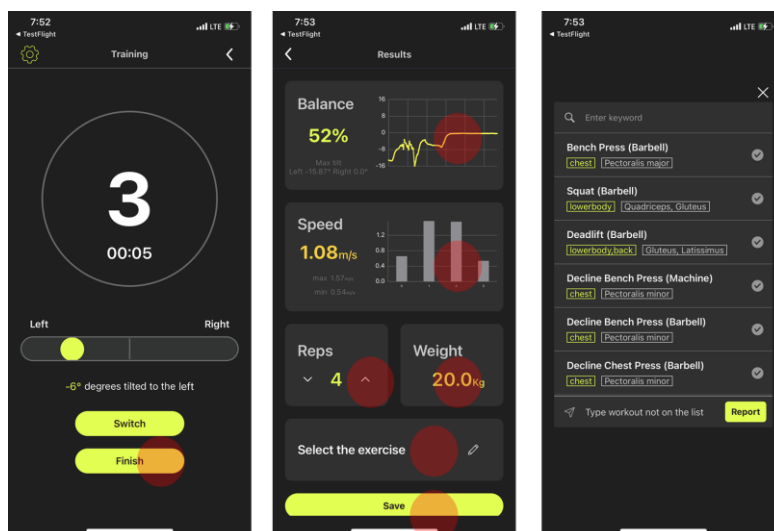 7:52
LTE
◀ TestFlight
Training
3
00:05
Left
Right
-6° degrees tilted to the left
Switch
Finish
7:53
LTE
◀ TestFlight
Results
Balance
52%
Max tilt
Left -15.87° Right 0.0°
16
8
0
-8
-16
Speed
1.08m/s
max 1.57m/s
min 0.54m/s
1.2
0.8
0.4
0.0
Reps
4
Weight
20.0Kg
Select the exercise
Save
7:53
LTE
◀ TestFlight
Enter keyword
Bench Press (Barbell)
chest Pectoralis major
Squat (Barbell)
lowerbody Quadriceps, Gluteus
Deadlift (Barbell)
lowerbody,back Gluteus, Latissimus
Decline Bench Press (Machine)
chest Pectoralis minor
Decline Bench Press (Barbell)
chest Pectoralis minor
Decline Chest Press (Barbell)
chest Pectoralis minor
Type workout not on the list
Report